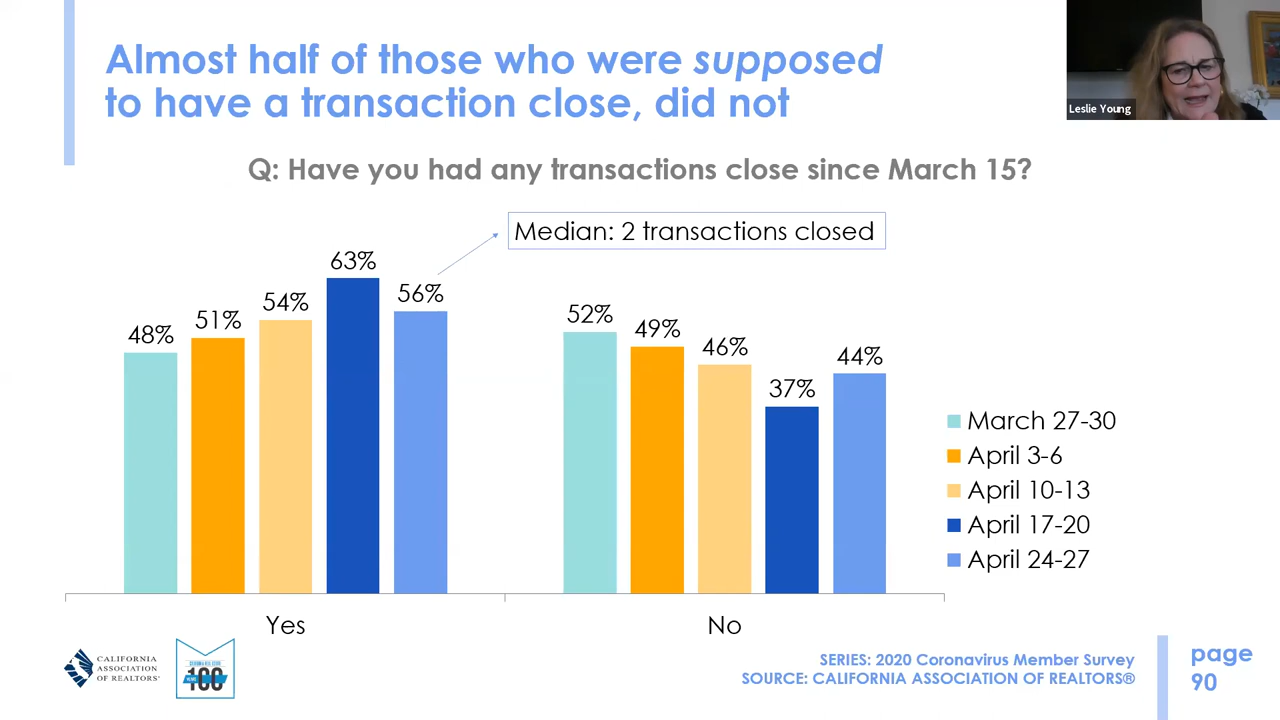 Almost half of those who were supposed
to have a transaction close, did not
Leslie Young
Q: Have you had any transactions close since March 15?
Median: 2 transactions closed
48%
51%
54%
63%
56%
52%
49%
46%
37%
44%
March 27-30
April 3-6
April 10-13
April 17-20
April 24-27
Yes
No
CALIFORNIA
ASSOCIATION
OF REALTORS®
100
SERIES: 2020 Coronavirus Member Survey
SOURCE: CALIFORNIA ASSOCIATION OF REALTORS®
page
90